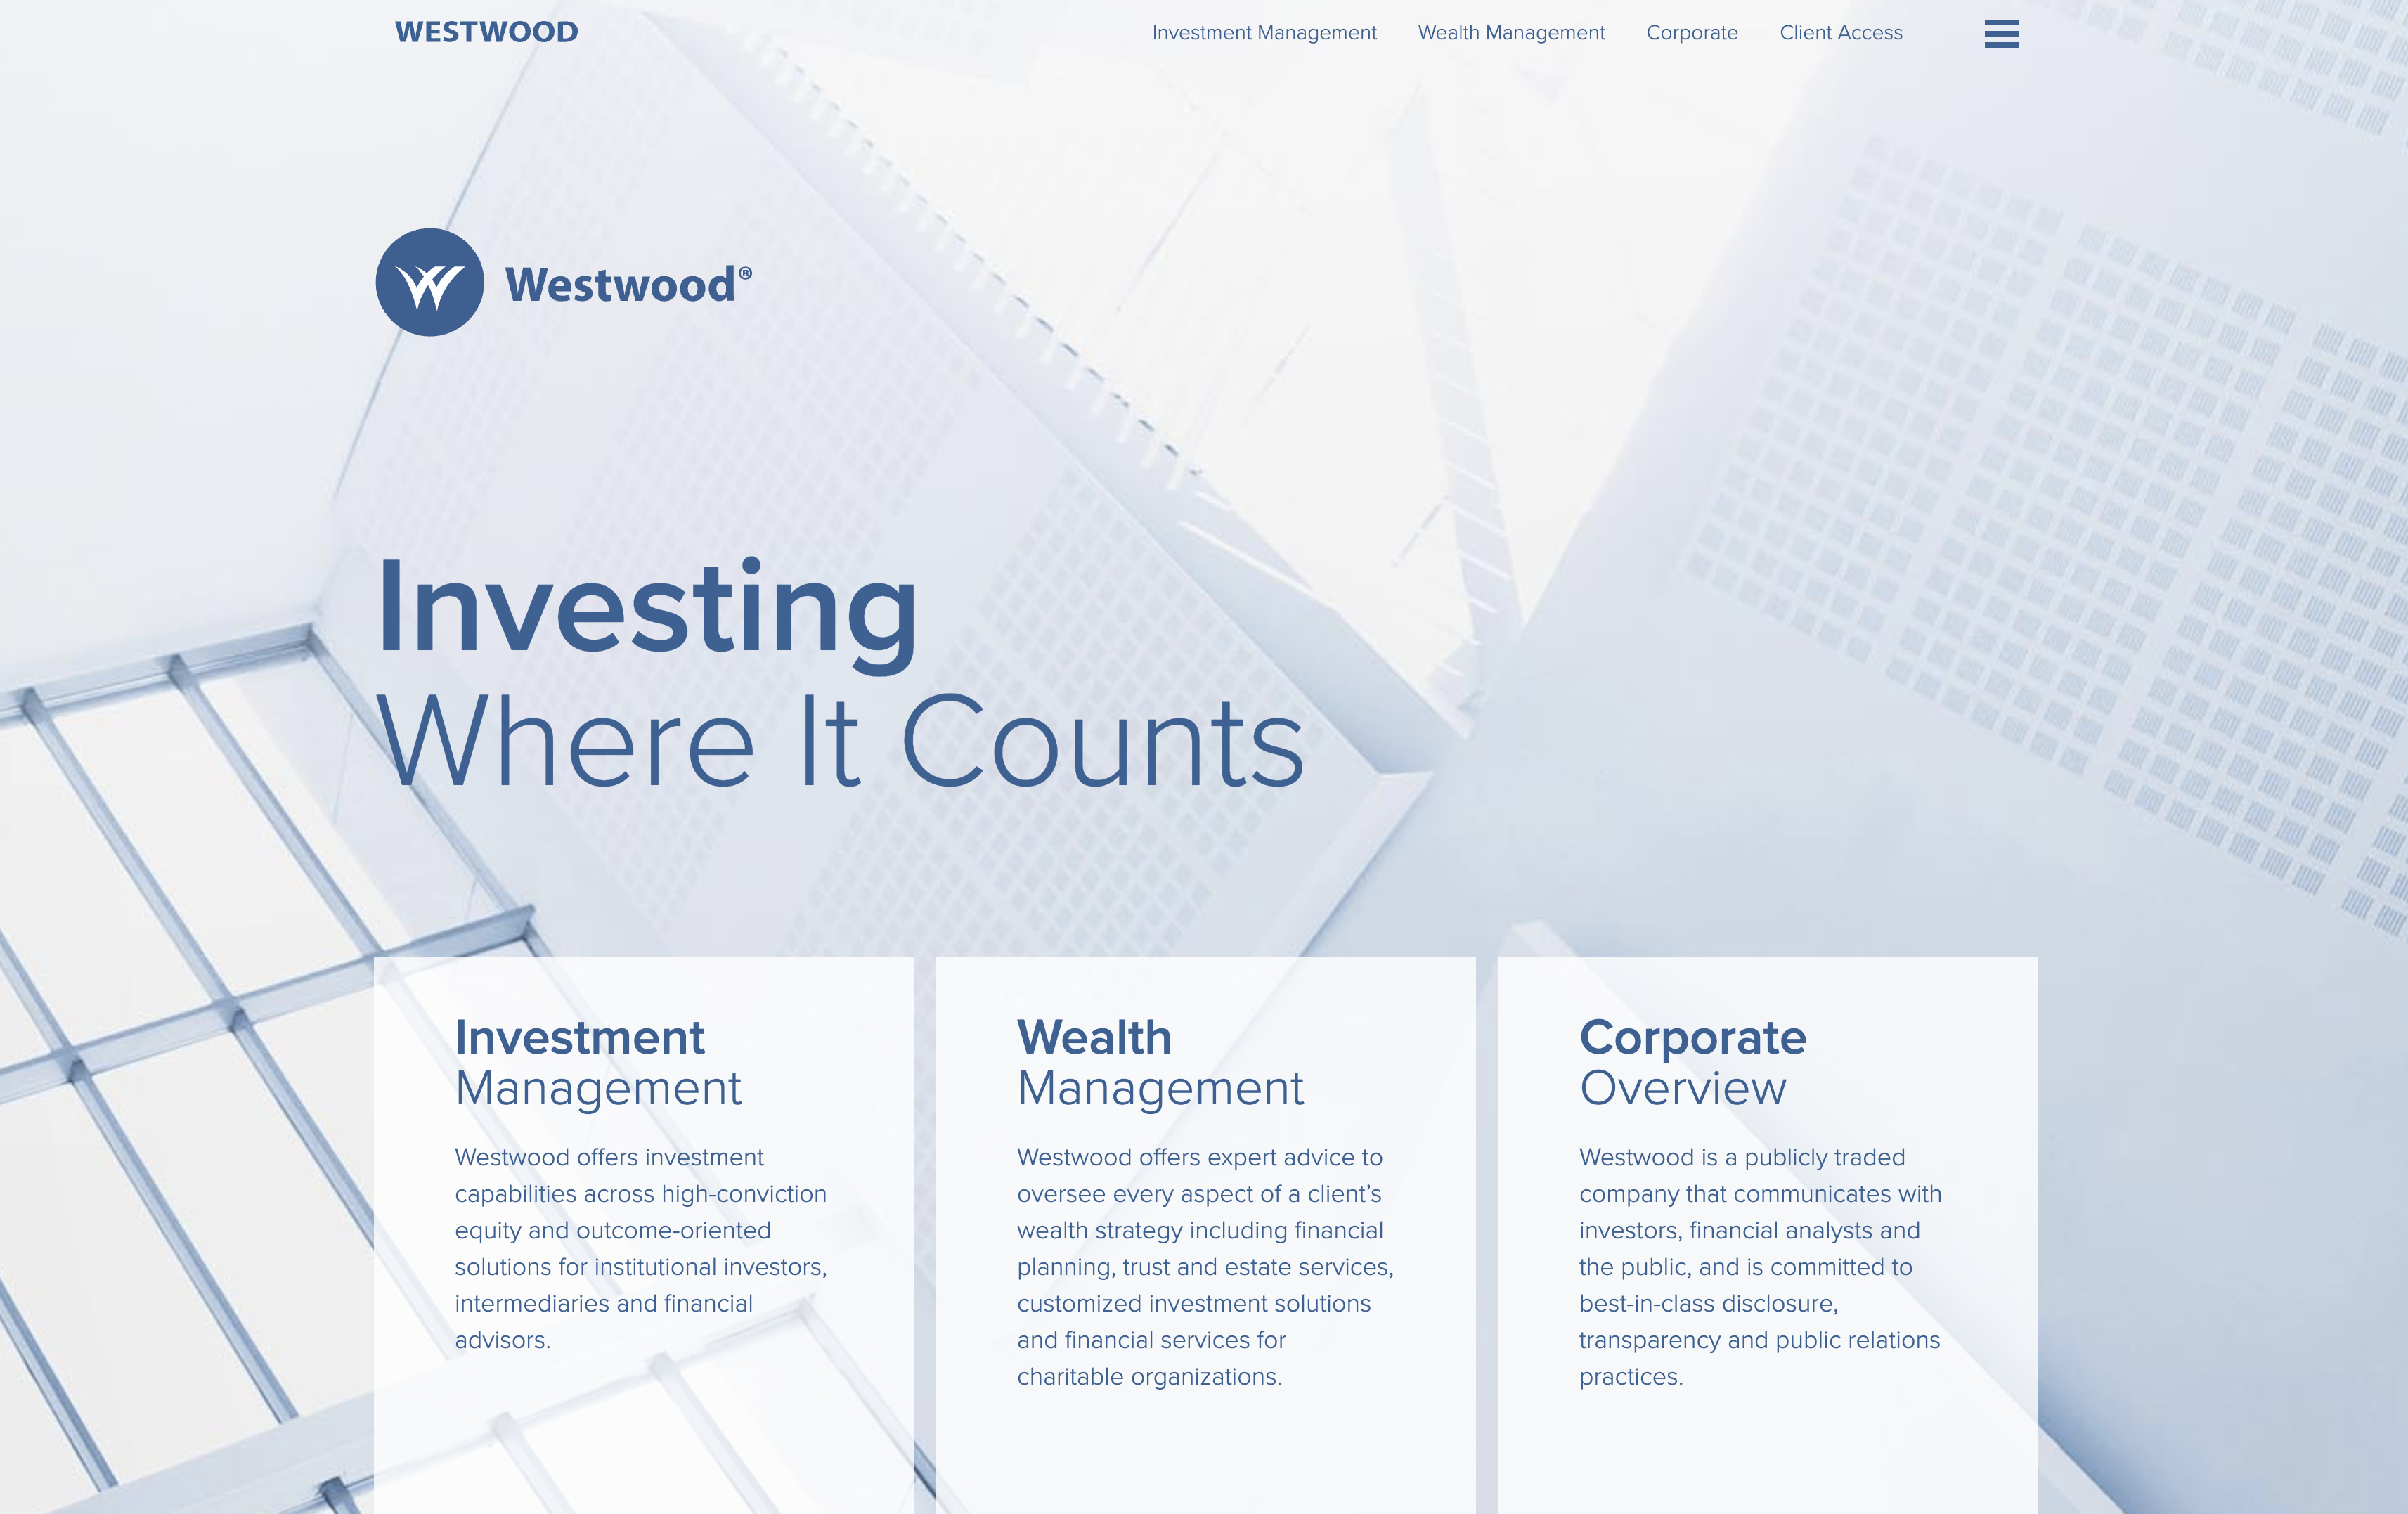 WESTWOOD
Investment Management
Wealth Management
Corporate
Client Access
Westwood®
Investing
Where It Counts
Investment
Management
Westwood offers investment
capabilities across high-conviction
equity and outcome-oriented
solutions for institutional investors,
intermediaries and financial
advisors.
Wealth
Management
Westwood offers expert advice to
oversee every aspect of a client’s
wealth strategy including financial
planning, trust and estate services,
customized investment solutions
and financial services for
charitable organizations.
Corporate
Overview
Westwood is a publicly traded
company that communicates with
investors, financial analysts and
the public, and is committed to
best-in-class disclosure,
transparency and public relations
practices.